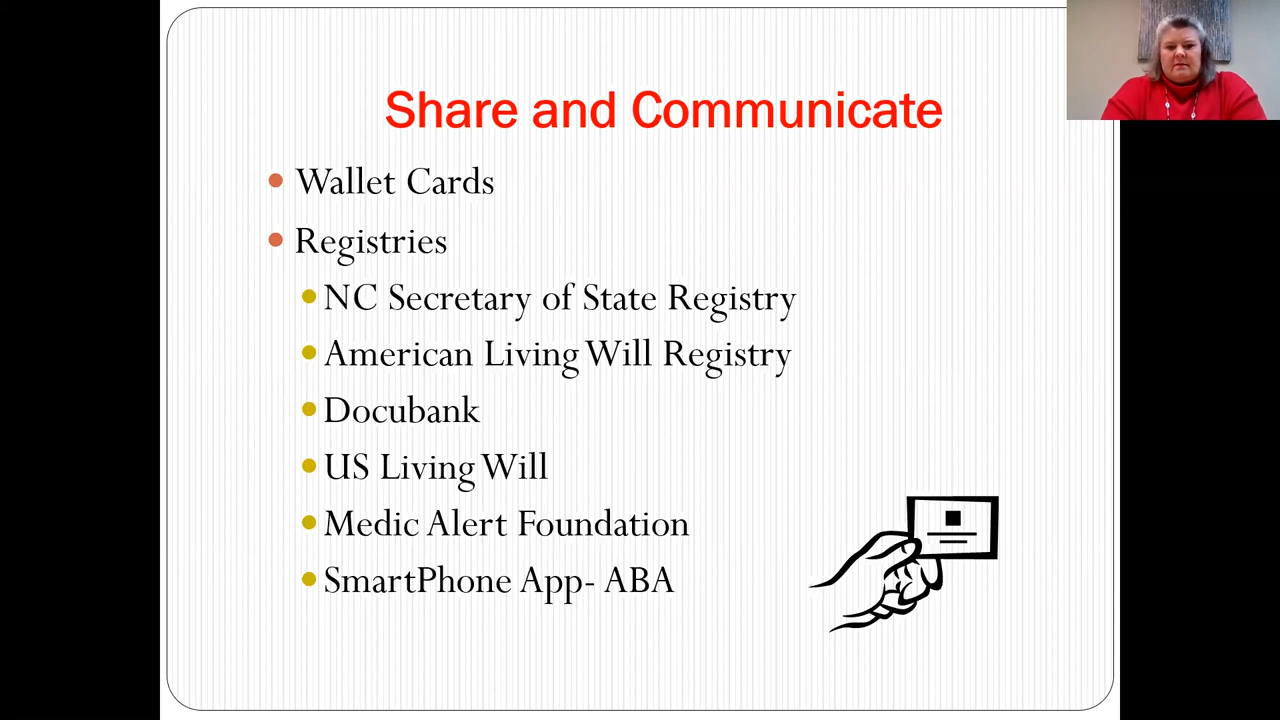 Share and Communicate
Wallet Cards
Registries
NC Secretary of State Registry
American Living Will Registry
Docubank
US Living Will
Medic Alert Foundation
SmartPhone App- ABA